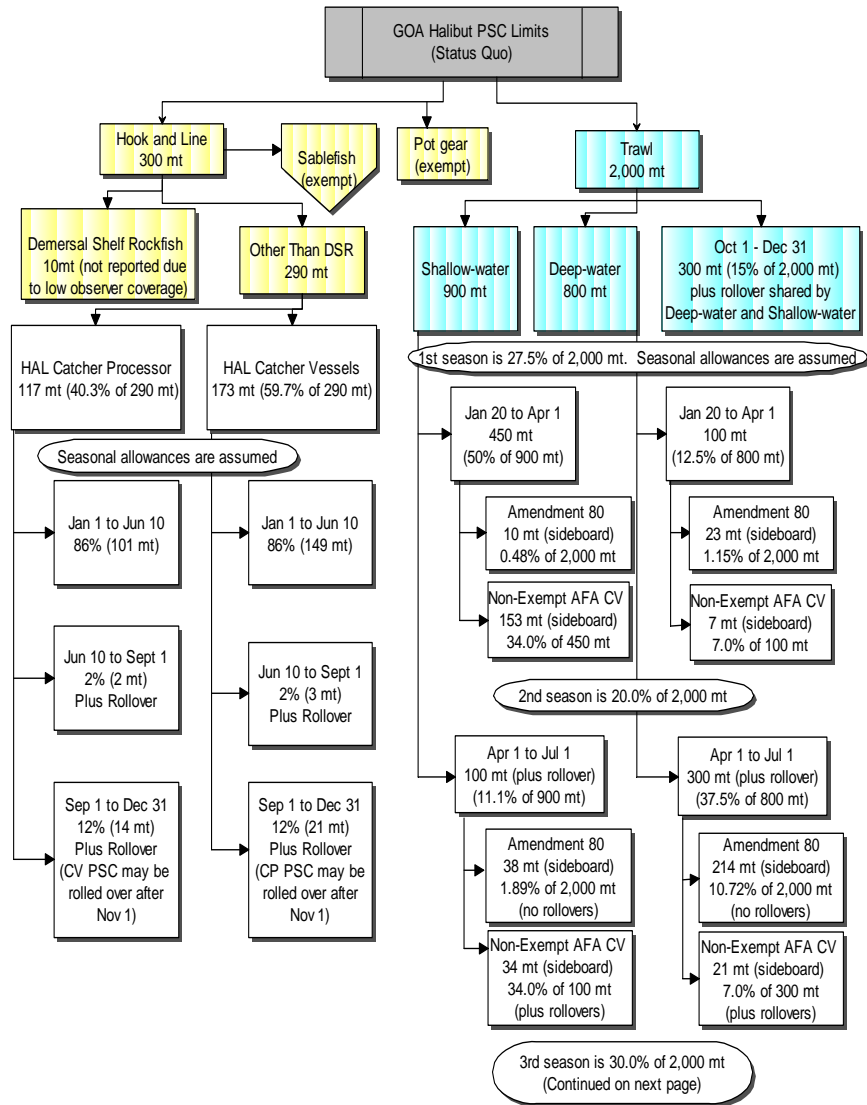 GOA Halibut PSC Limits
(Status Quo)
Hook and Line
300 mt
Sablefish
(exempt)
Pot gear
(exempt)
Trawl
2,000 mt
Demersal Shelf Rockfish
10mt (not reported due
to low observer coverage)
Other Than DSR
290 mt
Shallow-water
900 mt
Deep-water
800 mt
Oct 1 - Dec 31
300 mt (15% of 2,000 mt)
plus rollover shared by
Deep-water and Shallow-water
HAL Catcher Processor
117 mt (40.3% of 290 mt)
HAL Catcher Vessels
173 mt (59.7% of 290 mt)
Seasonal allowances are assumed
Jan 1 to Jun 10
86% (101 mt)
Jan 1 to Jun 10
86% (149 mt)
Jun 10 to Sept 1
2% (2 mt)
Plus Rollover
Jun 10 to Sept 1
2% (3 mt)
Plus Rollover
Sep 1 to Dec 31
12% (14 mt)
Plus Rollover
(CV PSC may be
rolled over after
Nov 1)
Sep 1 to Dec 31
12% (21 mt)
Plus Rollover
(CP PSC may be
rolled over after
Nov 1)
1st season is 27.5% of 2,000 mt. Seasonal allowances are assumed
Jan 20 to Apr 1
450 mt
(50% of 900 mt)
Jan 20 to Apr 1
100 mt
(12.5% of 800 mt)
Amendment 80
10 mt (sideboard)
0.48% of 2,000 mt
Amendment 80
23 mt (sideboard)
1.15% of 2,000 mt
Non-Exempt AFA CV
153 mt (sideboard)
34.0% of 450 mt
Non-Exempt AFA CV
7 mt (sideboard)
7.0% of 100 mt
2nd season is 20.0% of 2,000 mt
Apr 1 to Jul 1
100 mt (plus rollover)
(11.1% of 900 mt)
Apr 1 to Jul 1
300 mt (plus rollover)
(37.5% of 800 mt)
Amendment 80
38 mt (sideboard)
1.89% of 2,000 mt
(no rollovers)
Amendment 80
214 mt (sideboard)
10.72% of 2,000 mt
(no rollovers)
Non-Exempt AFA CV
34 mt (sideboard)
34.0% of 100 mt
(plus rollovers)
Non-Exempt AFA CV
21 mt (sideboard)
7.0% of 300 mt
(plus rollovers)
3rd season is 30.0% of 2,000 mt
(Continued on next page)